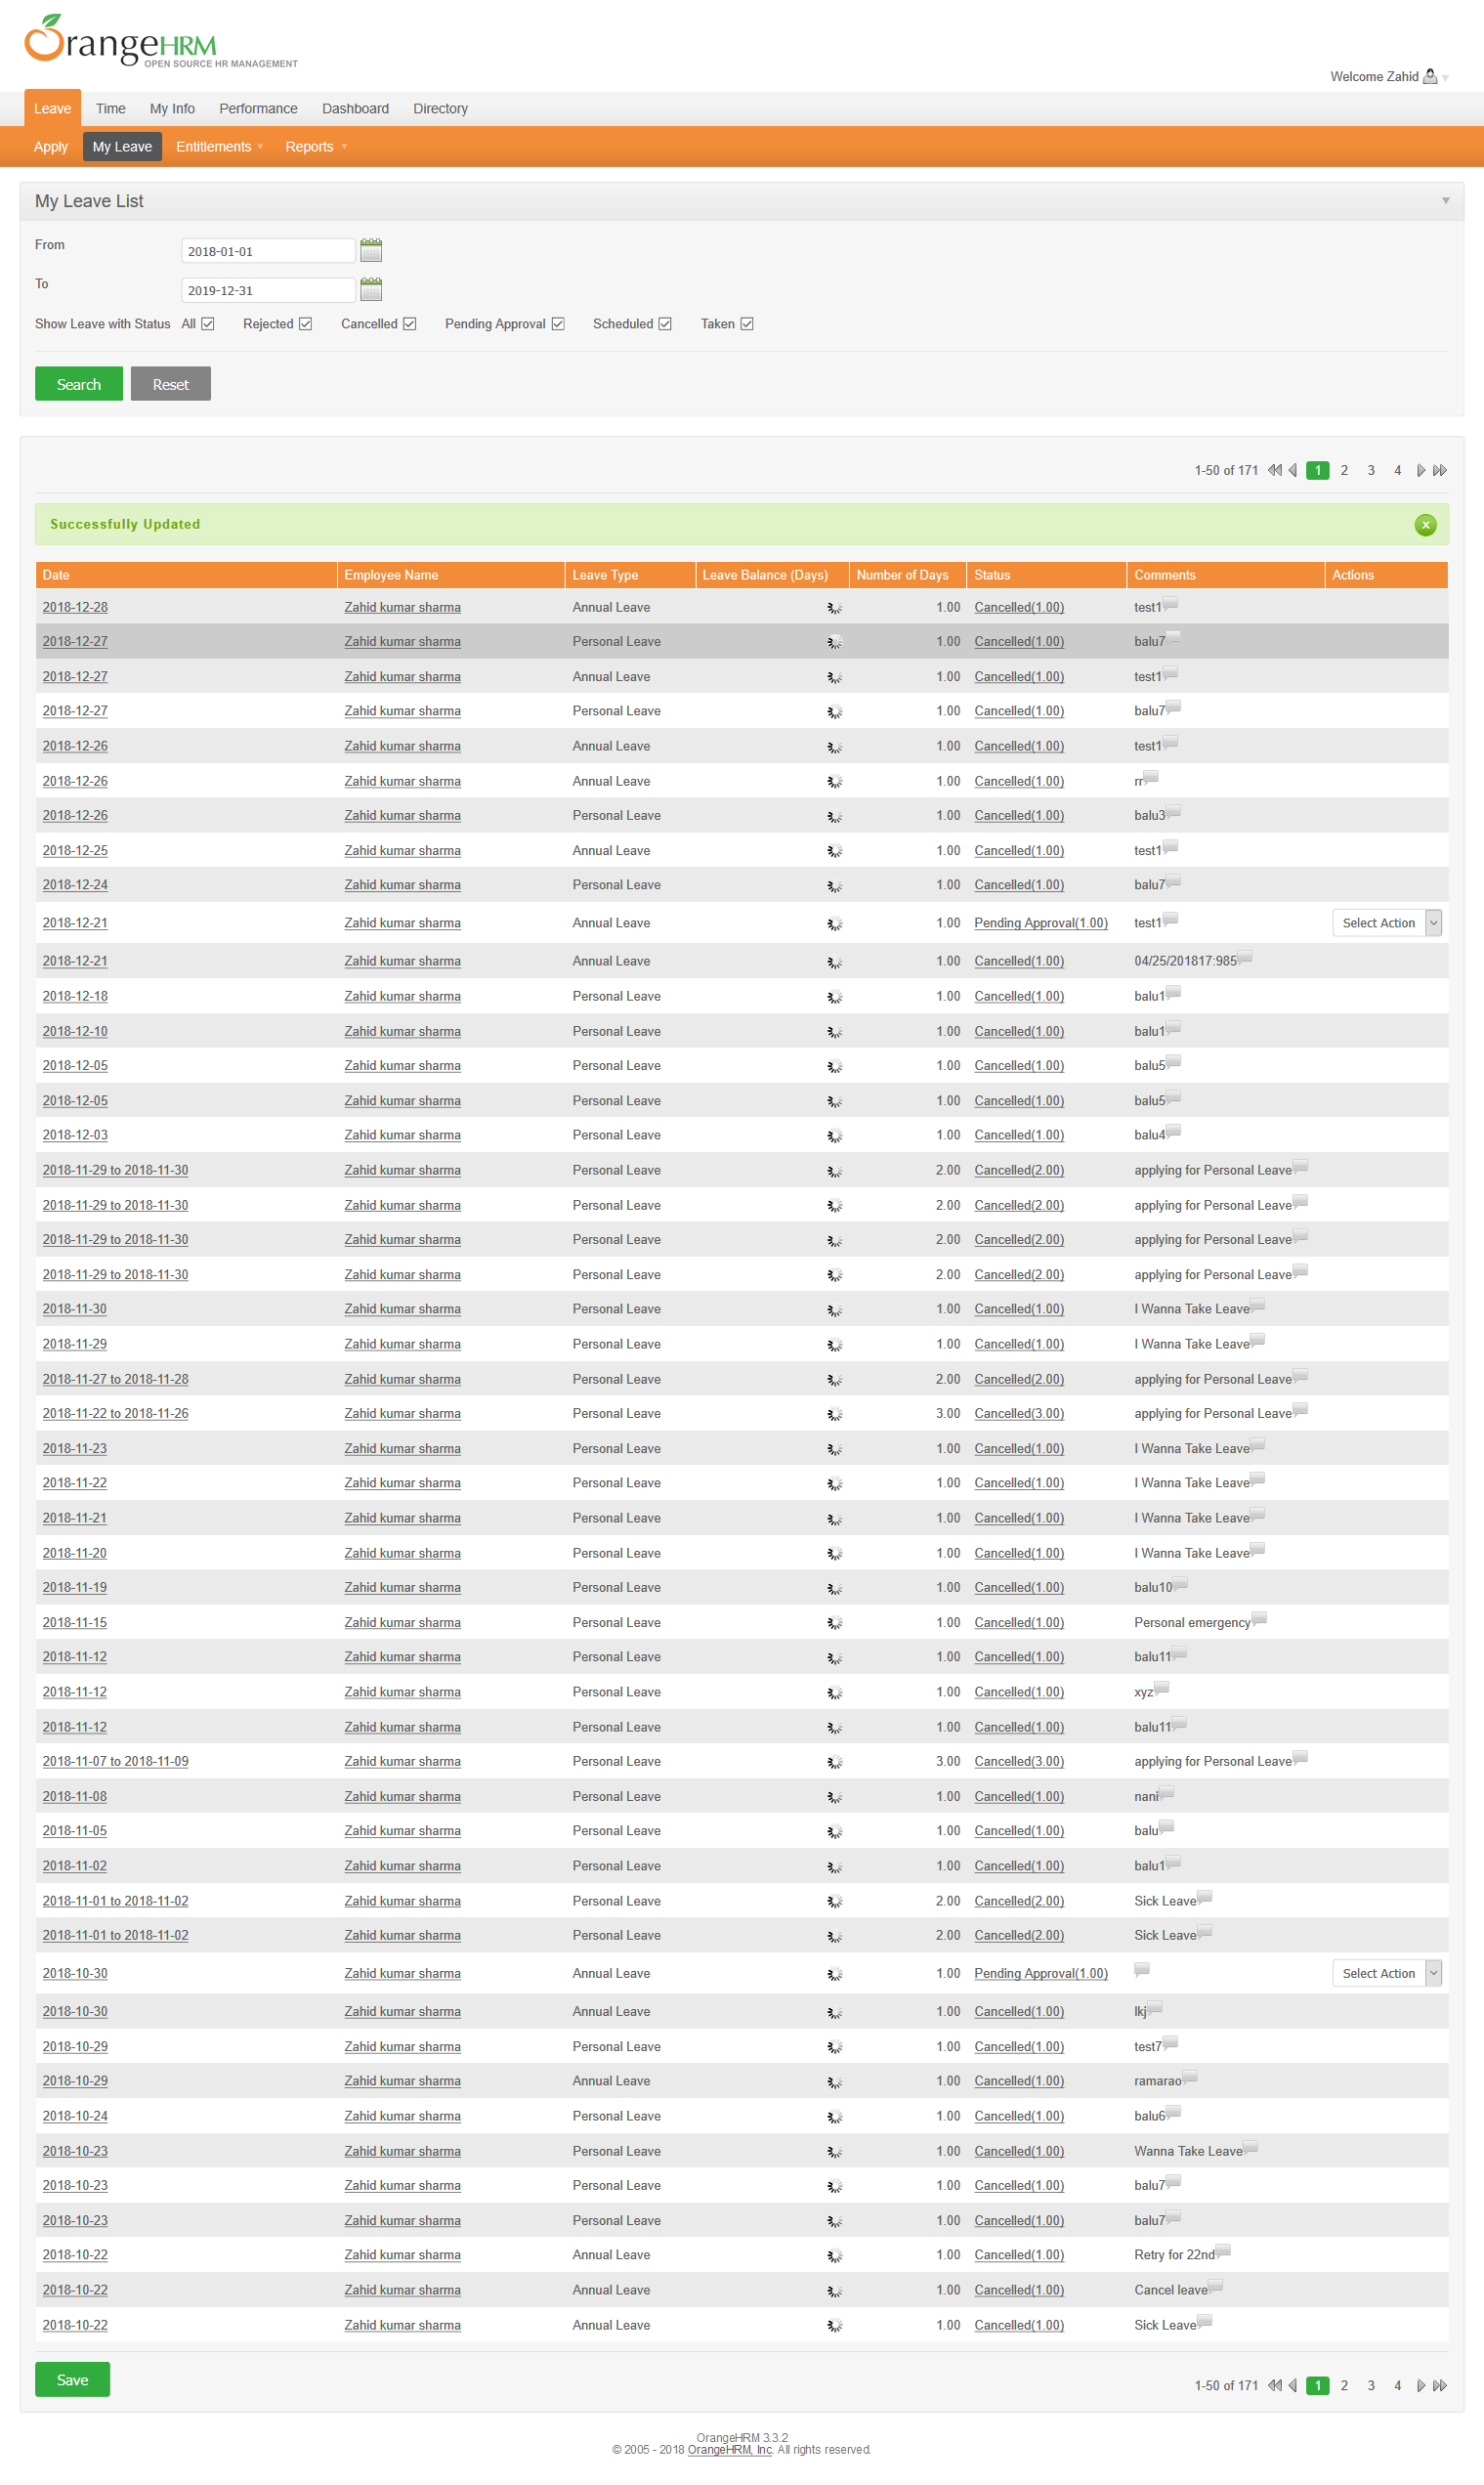 OrangeHRM
OPEN SOURCE HR MANAGEMENT
Welcome Zahid
Leave Time My Info Performance Dashboard Directory
Apply My Leave Entitlements Reports
My Leave List
From 2018-01-01
To 2019-12-31
Show Leave with Status All Rejected Cancelled Pending Approval Scheduled Taken
Search Reset
1-50 of 171 1 2 3 4
Successfully Updated
Date Employee Name Leave Type Leave Balance (Days) Number of Days Status Comments Actions
2018-12-28 Zahid kumar sharma Annual Leave 1.00 Cancelled(1.00) test1
2018-12-27 Zahid kumar sharma Personal Leave 1.00 Cancelled(1.00) balu7
2018-12-27 Zahid kumar sharma Annual Leave 1.00 Cancelled(1.00) test1
2018-12-27 Zahid kumar sharma Personal Leave 1.00 Cancelled(1.00) balu7
2018-12-26 Zahid kumar sharma Annual Leave 1.00 Cancelled(1.00) test1
2018-12-26 Zahid kumar sharma Annual Leave 1.00 Cancelled(1.00) rr
2018-12-26 Zahid kumar sharma Personal Leave 1.00 Cancelled(1.00) balu3
2018-12-25 Zahid kumar sharma Annual Leave 1.00 Cancelled(1.00) test1
2018-12-24 Zahid kumar sharma Personal Leave 1.00 Cancelled(1.00) balu7
2018-12-21 Zahid kumar sharma Annual Leave 1.00 Pending Approval(1.00) test1 Select Action
2018-12-21 Zahid kumar sharma Annual Leave 1.00 Cancelled(1.00) 04/25/201817:985
2018-12-18 Zahid kumar sharma Personal Leave 1.00 Cancelled(1.00) balu1
2018-12-10 Zahid kumar sharma Personal Leave 1.00 Cancelled(1.00) balu1
2018-12-05 Zahid kumar sharma Personal Leave 1.00 Cancelled(1.00) balu5
2018-12-05 Zahid kumar sharma Personal Leave 1.00 Cancelled(1.00) balu5
2018-12-03 Zahid kumar sharma Personal Leave 1.00 Cancelled(1.00) balu4
2018-11-29 to 2018-11-30 Zahid kumar sharma Personal Leave 2.00 Cancelled(2.00) applying for Personal Leave
2018-11-29 to 2018-11-30 Zahid kumar sharma Personal Leave 2.00 Cancelled(2.00) applying for Personal Leave
2018-11-29 to 2018-11-30 Zahid kumar sharma Personal Leave 2.00 Cancelled(2.00) applying for Personal Leave
2018-11-29 to 2018-11-30 Zahid kumar sharma Personal Leave 2.00 Cancelled(2.00) applying for Personal Leave
2018-11-30 Zahid kumar sharma Personal Leave 1.00 Cancelled(1.00) I Wanna Take Leave
2018-11-29 Zahid kumar sharma Personal Leave 1.00 Cancelled(1.00) I Wanna Take Leave
2018-11-27 to 2018-11-28 Zahid kumar sharma Personal Leave 2.00 Cancelled(2.00) applying for Personal Leave
2018-11-22 to 2018-11-26 Zahid kumar sharma Personal Leave 3.00 Cancelled(3.00) applying for Personal Leave
2018-11-23 Zahid kumar sharma Personal Leave 1.00 Cancelled(1.00) I Wanna Take Leave
2018-11-22 Zahid kumar sharma Personal Leave 1.00 Cancelled(1.00) I Wanna Take Leave
2018-11-21 Zahid kumar sharma Personal Leave 1.00 Cancelled(1.00) I Wanna Take Leave
2018-11-20 Zahid kumar sharma Personal Leave 1.00 Cancelled(1.00) I Wanna Take Leave
2018-11-19 Zahid kumar sharma Personal Leave 1.00 Cancelled(1.00) balu10
2018-11-15 Zahid kumar sharma Personal Leave 1.00 Cancelled(1.00) Personal emergency
2018-11-12 Zahid kumar sharma Personal Leave 1.00 Cancelled(1.00) balu11
2018-11-12 Zahid kumar sharma Personal Leave 1.00 Cancelled(1.00) xyz
2018-11-12 Zahid kumar sharma Personal Leave 1.00 Cancelled(1.00) balu11
2018-11-07 to 2018-11-09 Zahid kumar sharma Personal Leave 3.00 Cancelled(3.00) applying for Personal Leave
2018-11-08 Zahid kumar sharma Personal Leave 1.00 Cancelled(1.00) nani
2018-11-05 Zahid kumar sharma Personal Leave 1.00 Cancelled(1.00) balu
2018-11-02 Zahid kumar sharma Personal Leave 1.00 Cancelled(1.00) balu1
2018-11-01 to 2018-11-02 Zahid kumar sharma Personal Leave 2.00 Cancelled(2.00) Sick Leave
2018-11-01 to 2018-11-02 Zahid kumar sharma Personal Leave 2.00 Cancelled(2.00) Sick Leave
2018-10-30 Zahid kumar sharma Annual Leave 1.00 Pending Approval(1.00) Select Action
2018-10-30 Zahid kumar sharma Annual Leave 1.00 Cancelled(1.00) lkj
2018-10-29 Zahid kumar sharma Personal Leave 1.00 Cancelled(1.00) test7
2018-10-29 Zahid kumar sharma Annual Leave 1.00 Cancelled(1.00) ramarao
2018-10-24 Zahid kumar sharma Personal Leave 1.00 Cancelled(1.00) balu6
2018-10-23 Zahid kumar sharma Personal Leave 1.00 Cancelled(1.00) Wanna Take Leave
2018-10-23 Zahid kumar sharma Personal Leave 1.00 Cancelled(1.00) balu7
2018-10-23 Zahid kumar sharma Personal Leave 1.00 Cancelled(1.00) balu7
2018-10-22 Zahid kumar sharma Annual Leave 1.00 Cancelled(1.00) Retry for 22nd
2018-10-22 Zahid kumar sharma Annual Leave 1.00 Cancelled(1.00) Cancel leave
2018-10-22 Zahid kumar sharma Annual Leave 1.00 Cancelled(1.00) Sick Leave
Save
1-50 of 171 1 2 3 4
OrangeHRM 3.3.2
© 2005 - 2018 OrangeHRM, Inc. All rights reserved.